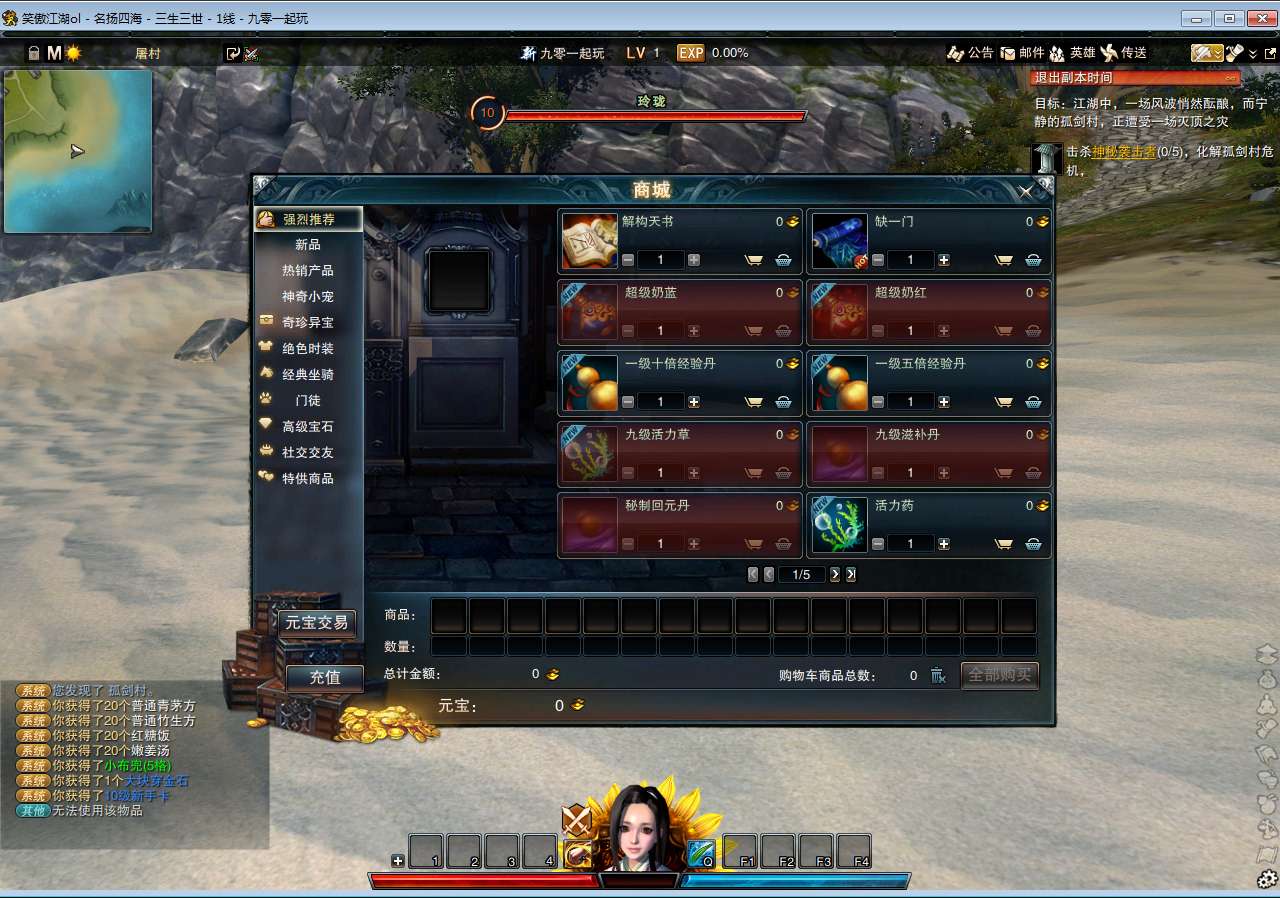 笑傲江湖ol - 名扬四海 - 三生三世 - 1线 - 九零一起玩
M 屠村 新 九零一起玩 LV 1 EXP 0.00% 公告 邮件 英雄 传送
退出副本时间
目标：江湖中，一场风波悄然酝酿，而宁
静的孤剑村，正遭受一场灭顶之灾
击杀神秘袭击者(0/5)，化解孤剑村危
机，
10 玲珑
商城
强烈推荐
新品
热销产品
神奇小宠
奇珍异宝
绝色时装
经典坐骑
门徒
高级宝石
社交交友
特供商品
元宝交易
充值
解构天书 0
1
缺一门 0
HOT 1
NEW 超级奶蓝 0
1
NEW 超级奶红 0
1
NEW 一级十倍经验丹 0
1
NEW 一级五倍经验丹 0
1
NEW 九级活力草 0
1
九级滋补丹 0
1
秘制回元丹 0
1
NEW 活力药 0
1
1/5
商品：
数量：
总计金额： 0 购物车商品总数： 0 全部购买
元宝： 0
系统 您发现了 孤剑村。
系统 你获得了20个普通青茅方
系统 你获得了20个普通竹生方
系统 你获得了20个红糖饭
系统 你获得了20个嫩姜汤
系统 你获得了小布兜(5格)
系统 你获得了1个大块穿金石
系统 你获得了10级新手卡
其他 无法使用该物品
1 2 3 4 Q F1 F2 F3 F4